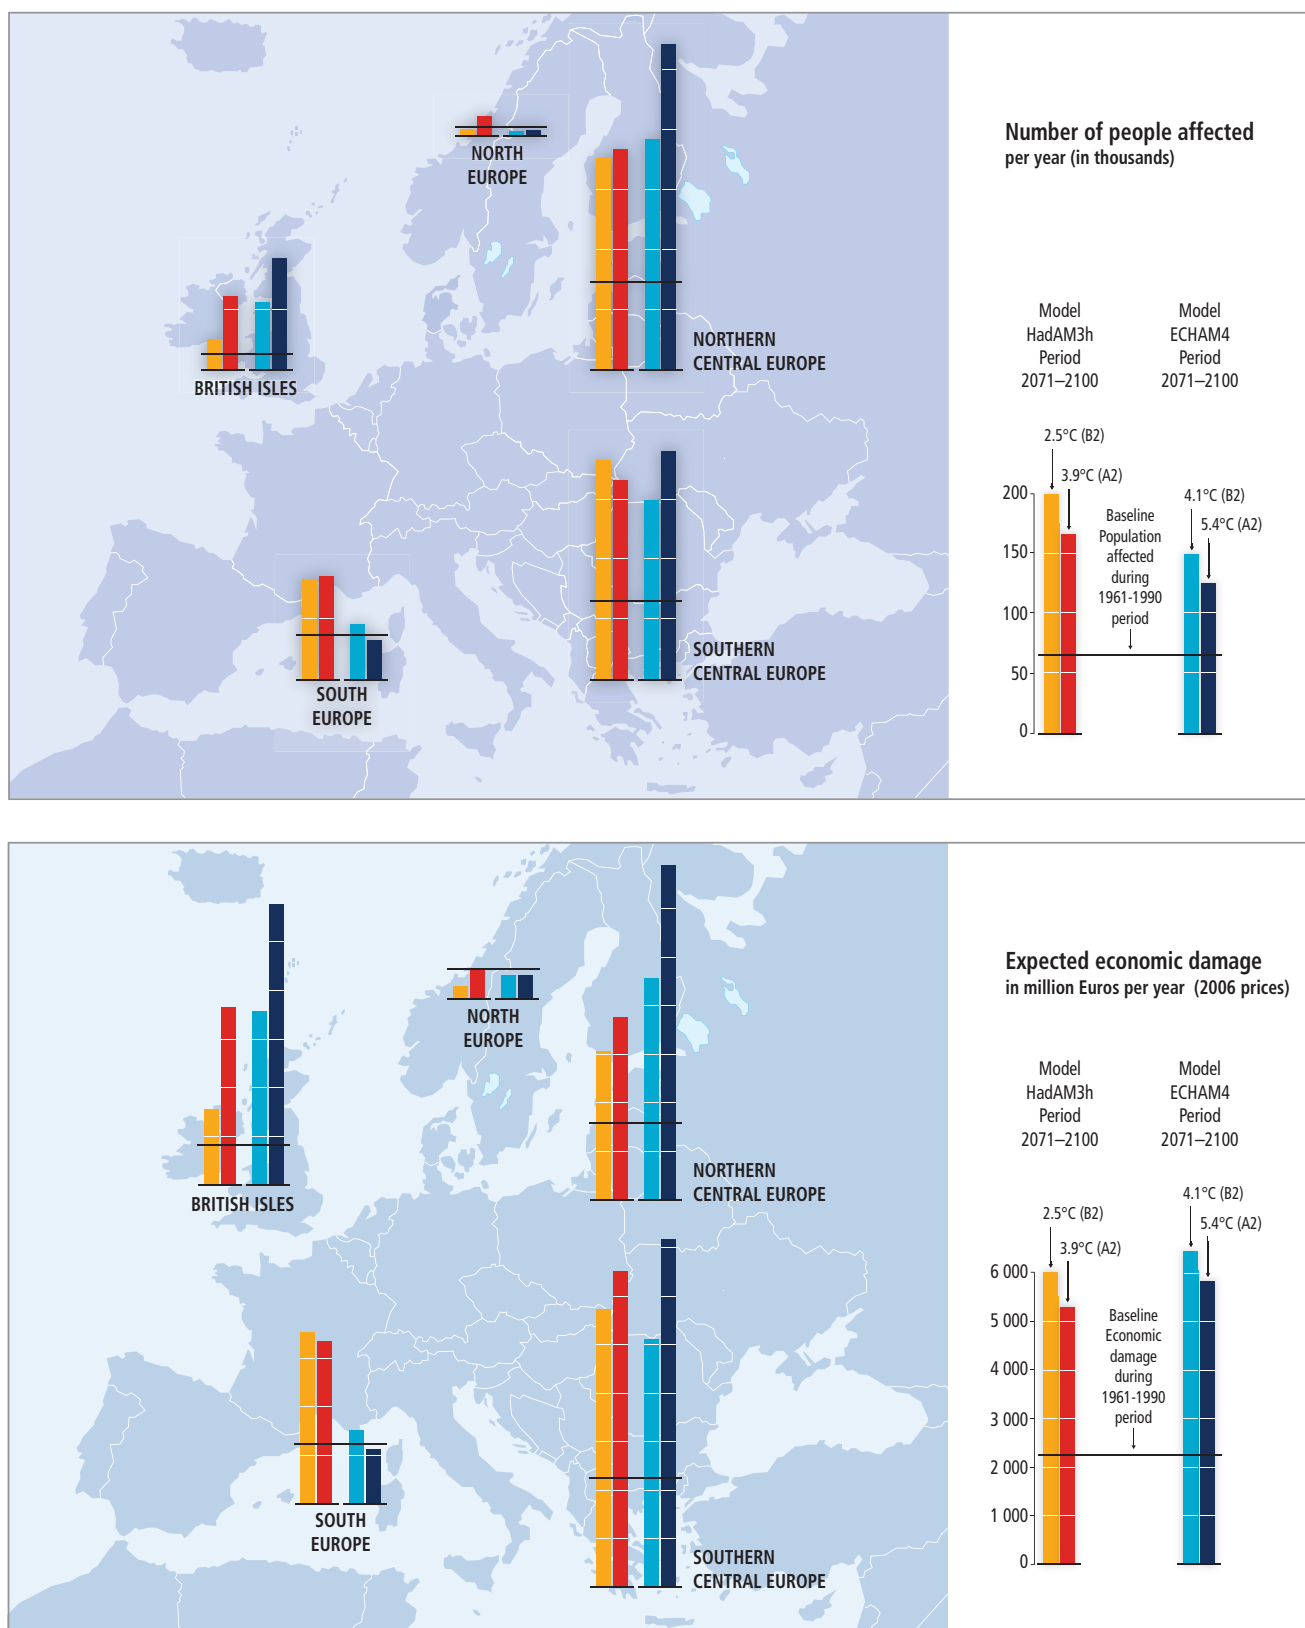 NORTH
EUROPE
BRITISH ISLES
NORTHERN
CENTRAL EUROPE
SOUTH
EUROPE
SOUTHERN
CENTRAL EUROPE
Number of people affected
per year (in thousands)
Model
HadAM3h
Period
2071–2100
Model
ECHAM4
Period
2071–2100
2.5°C (B2)
3.9°C (A2)
4.1°C (B2)
5.4°C (A2)
Baseline
Population
affected
during
1961-1990
period
200
150
100
50
0
NORTH
EUROPE
BRITISH ISLES
NORTHERN
CENTRAL EUROPE
SOUTH
EUROPE
SOUTHERN
CENTRAL EUROPE
Expected economic damage
in million Euros per year (2006 prices)
Model
HadAM3h
Period
2071–2100
Model
ECHAM4
Period
2071–2100
2.5°C (B2)
3.9°C (A2)
4.1°C (B2)
5.4°C (A2)
Baseline
Economic
damage
during
1961-1990
period
6 000
5 000
4 000
3 000
2 000
1 000
0